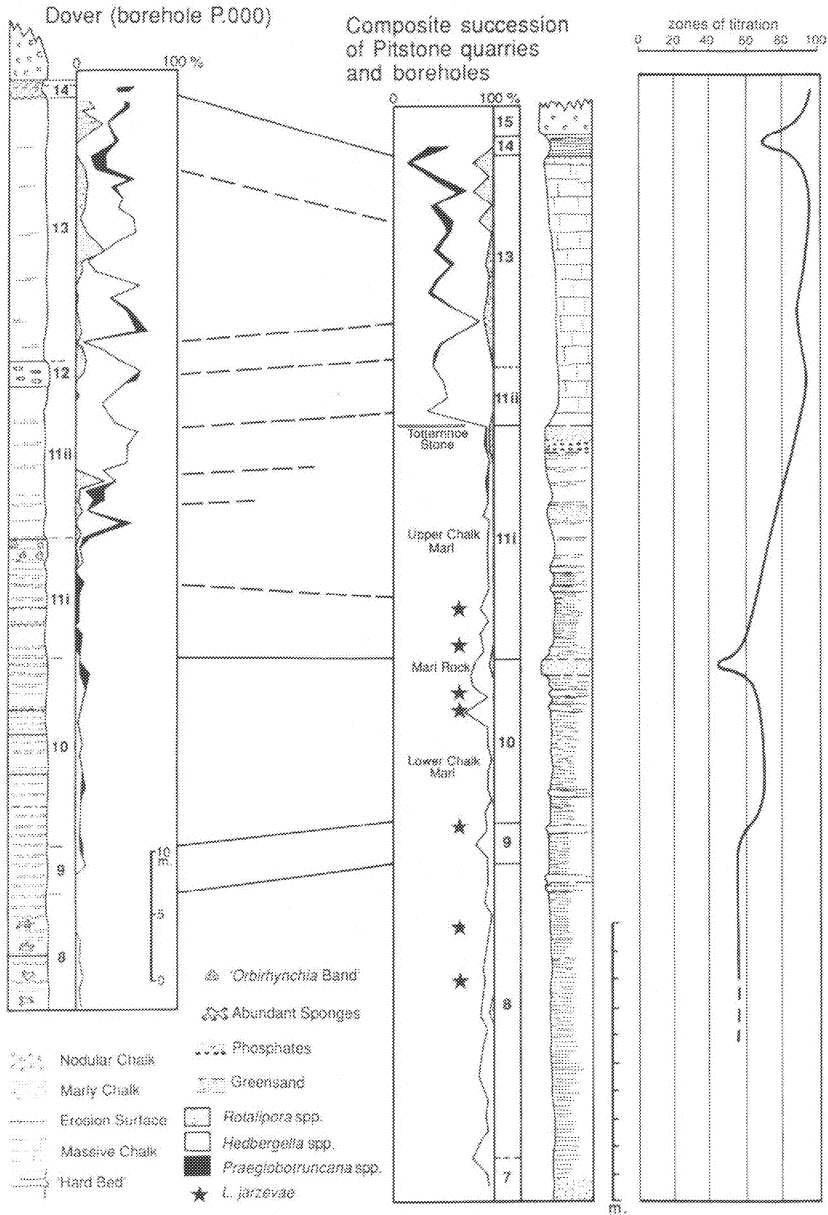 Dover (borehole P.000)
0 100 %
14
13
12
11ii
11i
10
9
8
10
m.
5
0
Composite succession
of Pitstone quarries
and boreholes
0 100 %
15
14
13
11ii
Totternhoe
Stone
Upper Chalk
Marl
11i
Marl Rock
Lower Chalk
Marl
10
9
8
7
m.
zones of titration
0 20 40 60 80 100
'Orbirhynchia Band'
Abundant Sponges
Phosphates
Greensand
Rotalipora spp.
Hedbergella spp.
Praeglobotruncana spp.
L. jarzevae
Nodular Chalk
Marly Chalk
Erosion Surface
Massive Chalk
'Hard Bed'